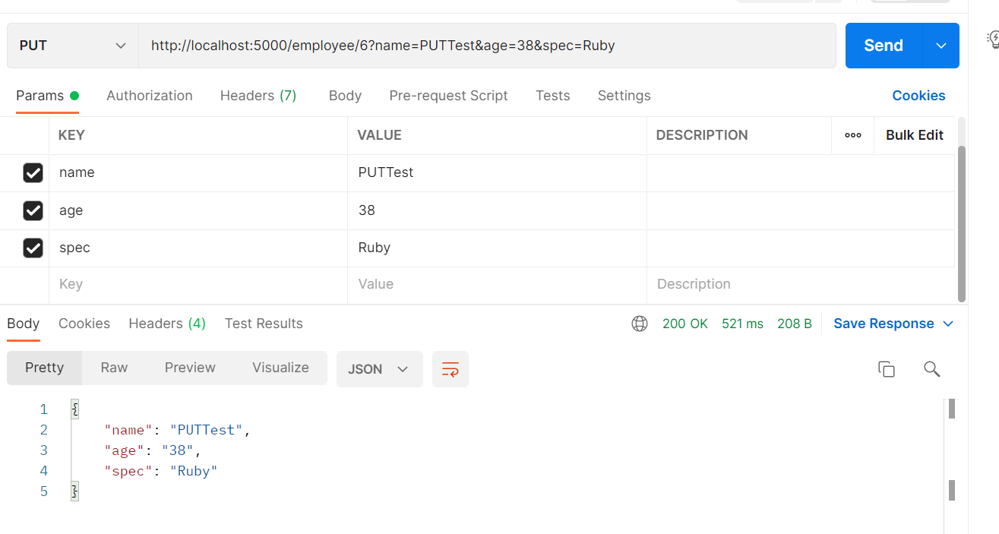 PUT http://localhost:5000/employee/6?name=PUTTest&age=38&spec=Ruby Send
Params Authorization Headers (7) Body Pre-request Script Tests Settings Cookies
KEY VALUE DESCRIPTION ooo Bulk Edit
name PUTTest
age 38
spec Ruby
Key Value Description
Body Cookies Headers (4) Test Results 200 OK 521 ms 208 B Save Response
Pretty Raw Preview Visualize JSON
1 {
2 "name": "PUTTest",
3 "age": "38",
4 "spec": "Ruby"
5 }